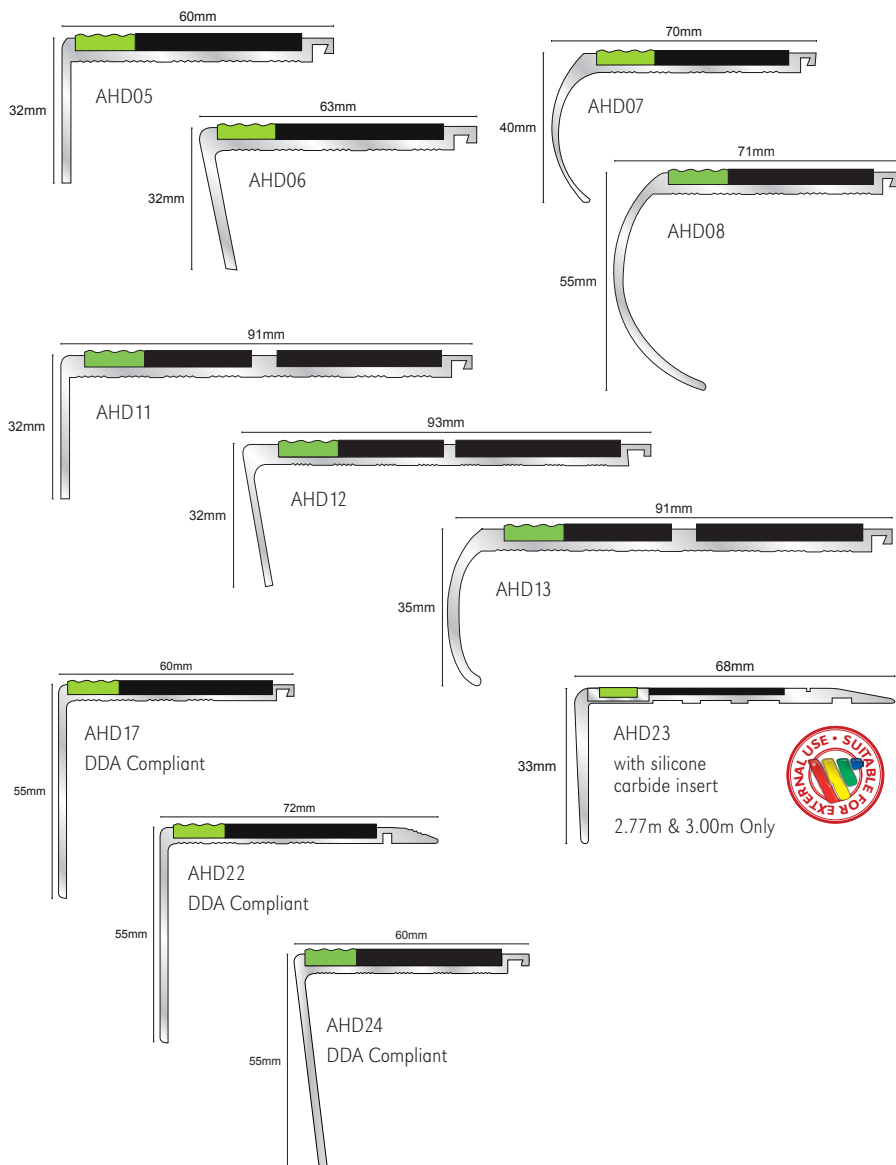 60mm
32mm
AHD05
63mm
32mm
AHD06
70mm
40mm
AHD07
71mm
55mm
AHD08
91mm
32mm
AHD11
93mm
32mm
AHD12
91mm
35mm
AHD13
60mm
55mm
AHD17
DDA Compliant
68mm
33mm
AHD23
with silicone
carbide insert
2.77m & 3.00m Only
SUITABLE FOR EXTERNAL USE •
72mm
55mm
AHD22
DDA Compliant
60mm
55mm
AHD24
DDA Compliant